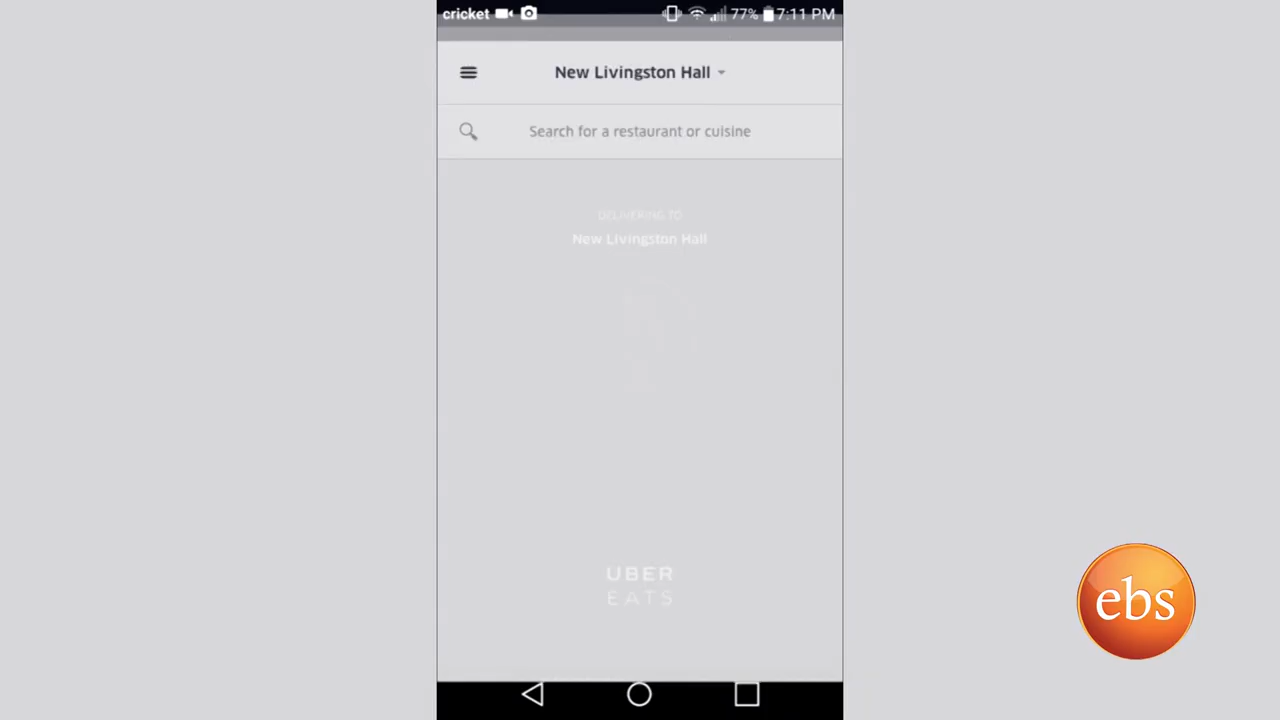 cricket 77% 7:11 PM
New Livingston Hall
Search for a restaurant or cuisine
DELIVERING TO
New Livingston Hall
UBER
EATS
ebs